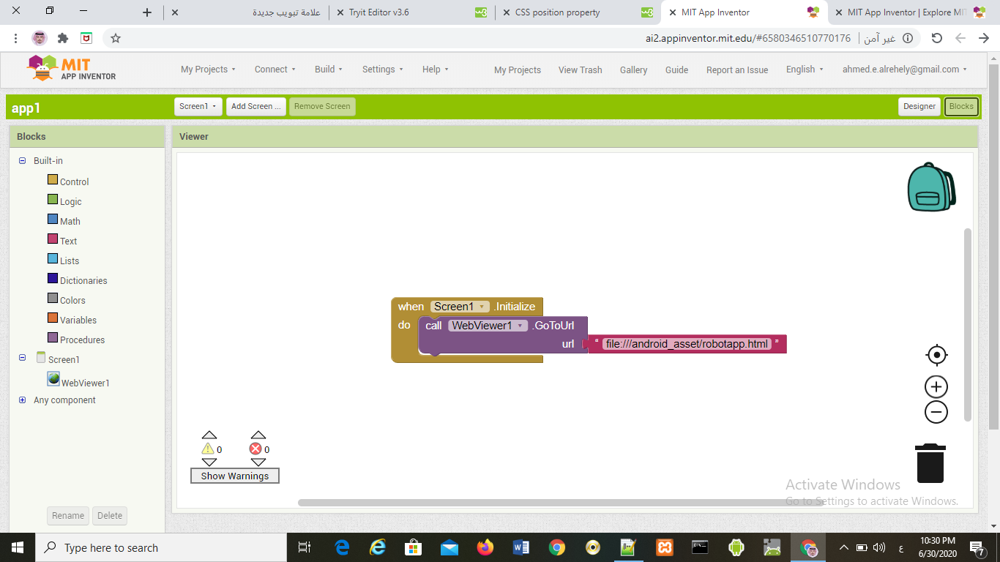 علامة تبويب جديدة
Tryit Editor v3.6
CSS position property
MIT App Inventor
MIT App Inventor | Explore MI
ai2.appinventor.mit.edu/#6580346510770176
غير آمن
MIT
APP INVENTOR
My Projects
Connect
Build
Settings
Help
My Projects
View Trash
Gallery
Guide
Report an Issue
English
ahmed.e.alrehely@gmail.com
app1
Screen1
Add Screen ...
Remove Screen
Designer
Blocks
Blocks
Viewer
Built-in
Control
Logic
Math
Text
Lists
Dictionaries
Colors
Variables
Procedures
Screen1
WebViewer1
Any component
Rename
Delete
when Screen1 .Initialize
do call WebViewer1 .GoToUrl
url “ file:///android_asset/robotapp.html ”
0
0
Show Warnings
Activate Windows
Go to Settings to activate Windows.
Type here to search
ع
10:30 PM
6/30/2020
7